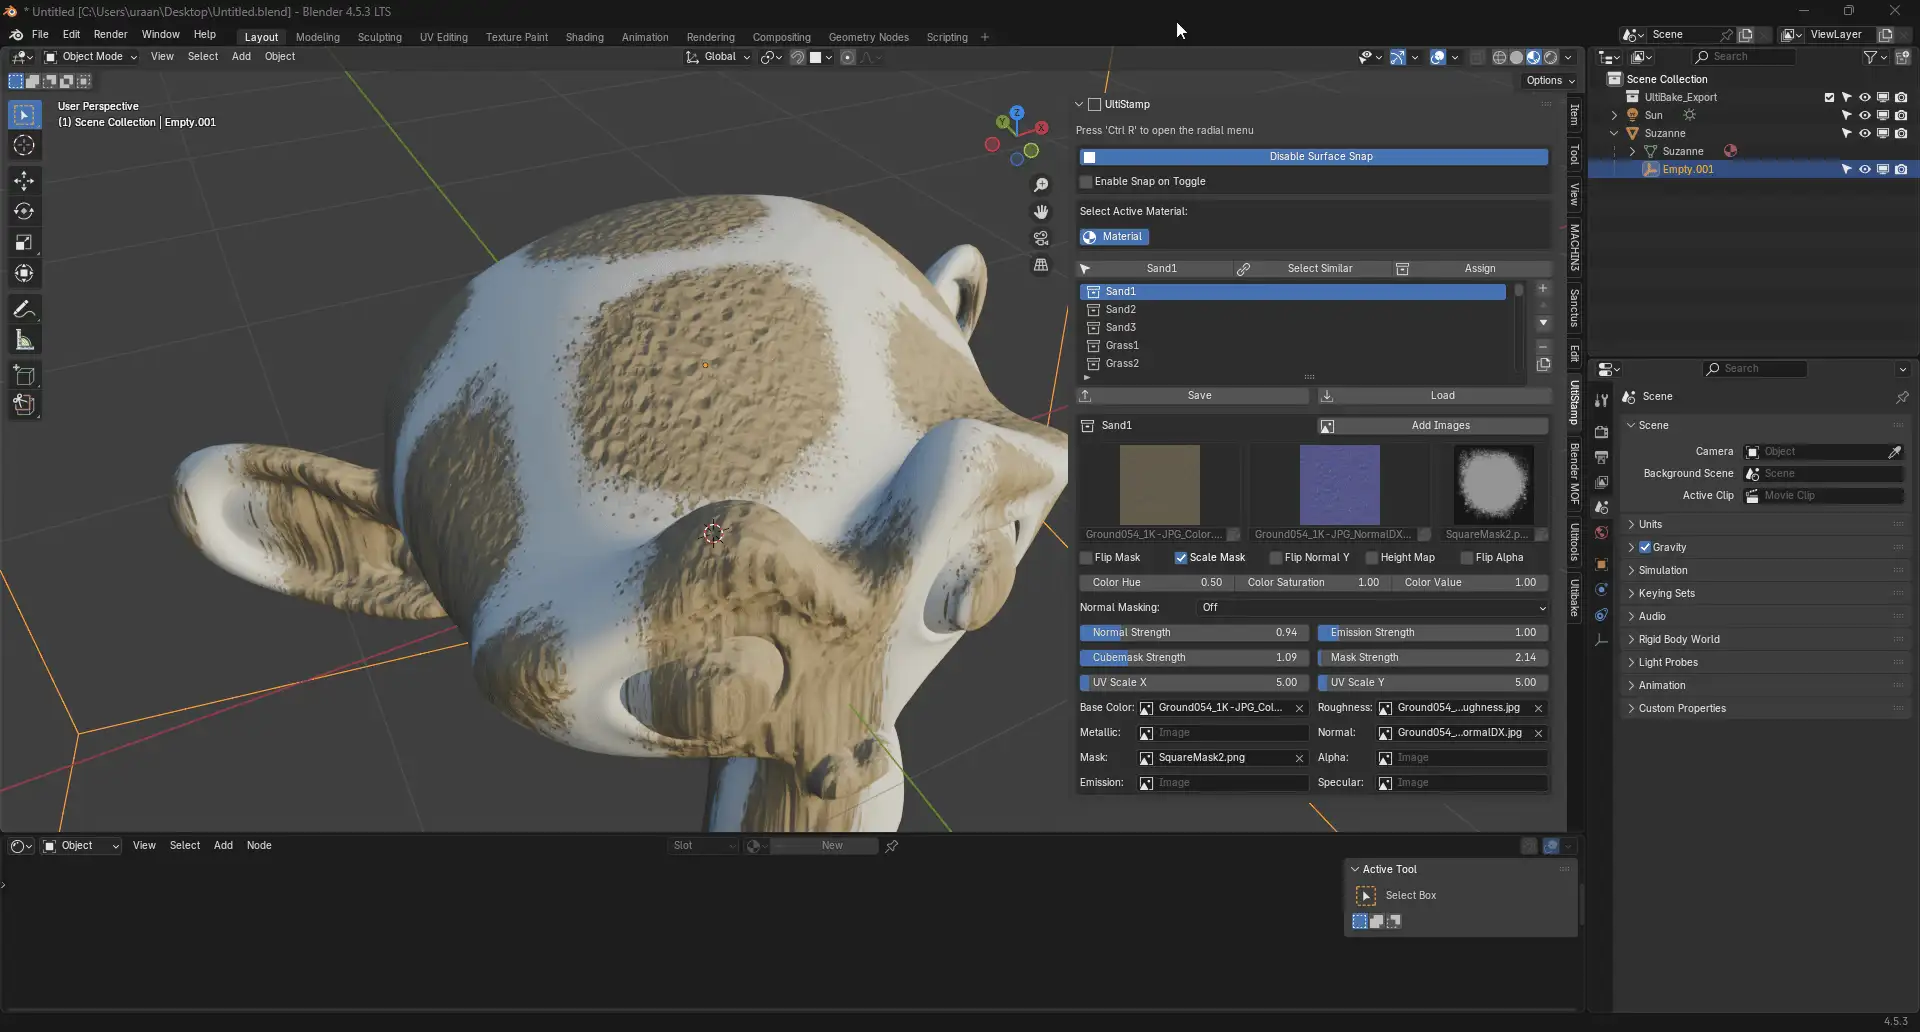 * Untitled [C:\Users\uraan\Desktop\Untitled.blend] - Blender 4.5.3 LTS
File Edit Render Window Help Layout Modeling Sculpting UV Editing Texture Paint Shading Animation Rendering Compositing Geometry Nodes Scripting + Scene ViewLayer
Object Mode View Select Add Object Global Search
Options
User Perspective
(1) Scene Collection | Empty.001
Z
Y
X
UltiStamp
Press 'Ctrl R' to open the radial menu
Disable Surface Snap
Enable Snap on Toggle
Select Active Material:
Material
Sand1 Select Similar Assign
Sand1
Sand2
Sand3
Grass1
Grass2
Save Load
Sand1 Add Images
Ground054_1K-JPG_Color.... Ground054_1K-JPG_NormalDX... SquareMask2.p...
Flip Mask Scale Mask Flip Normal Y Height Map Flip Alpha
Color Hue 0.50 Color Saturation 1.00 Color Value 1.00
Normal Masking: Off
Normal Strength 0.94 Emission Strength 1.00
Cubemask Strength 1.09 Mask Strength 2.14
UV Scale X 5.00 UV Scale Y 5.00
Base Color: Ground054_1K-JPG_Col... Roughness: Ground054_...ughness.jpg
Metallic: Image Normal: Ground054_...ormalDX.jpg
Mask: SquareMask2.png Alpha: Image
Emission: Image Specular: Image
Item
Tool
View
MACHIN3
Sanctus
Edit
UltiStamp
Blender MOF
Ultitools
Ultibake
Scene Collection
UltiBake_Export
Sun
Suzanne
Suzanne
Empty.001
Search
Scene
Scene
Camera Object
Background Scene Scene
Active Clip Movie Clip
Units
Gravity
Simulation
Keying Sets
Audio
Rigid Body World
Light Probes
Animation
Custom Properties
Object View Select Add Node Slot New
Active Tool
Select Box
4.5.3